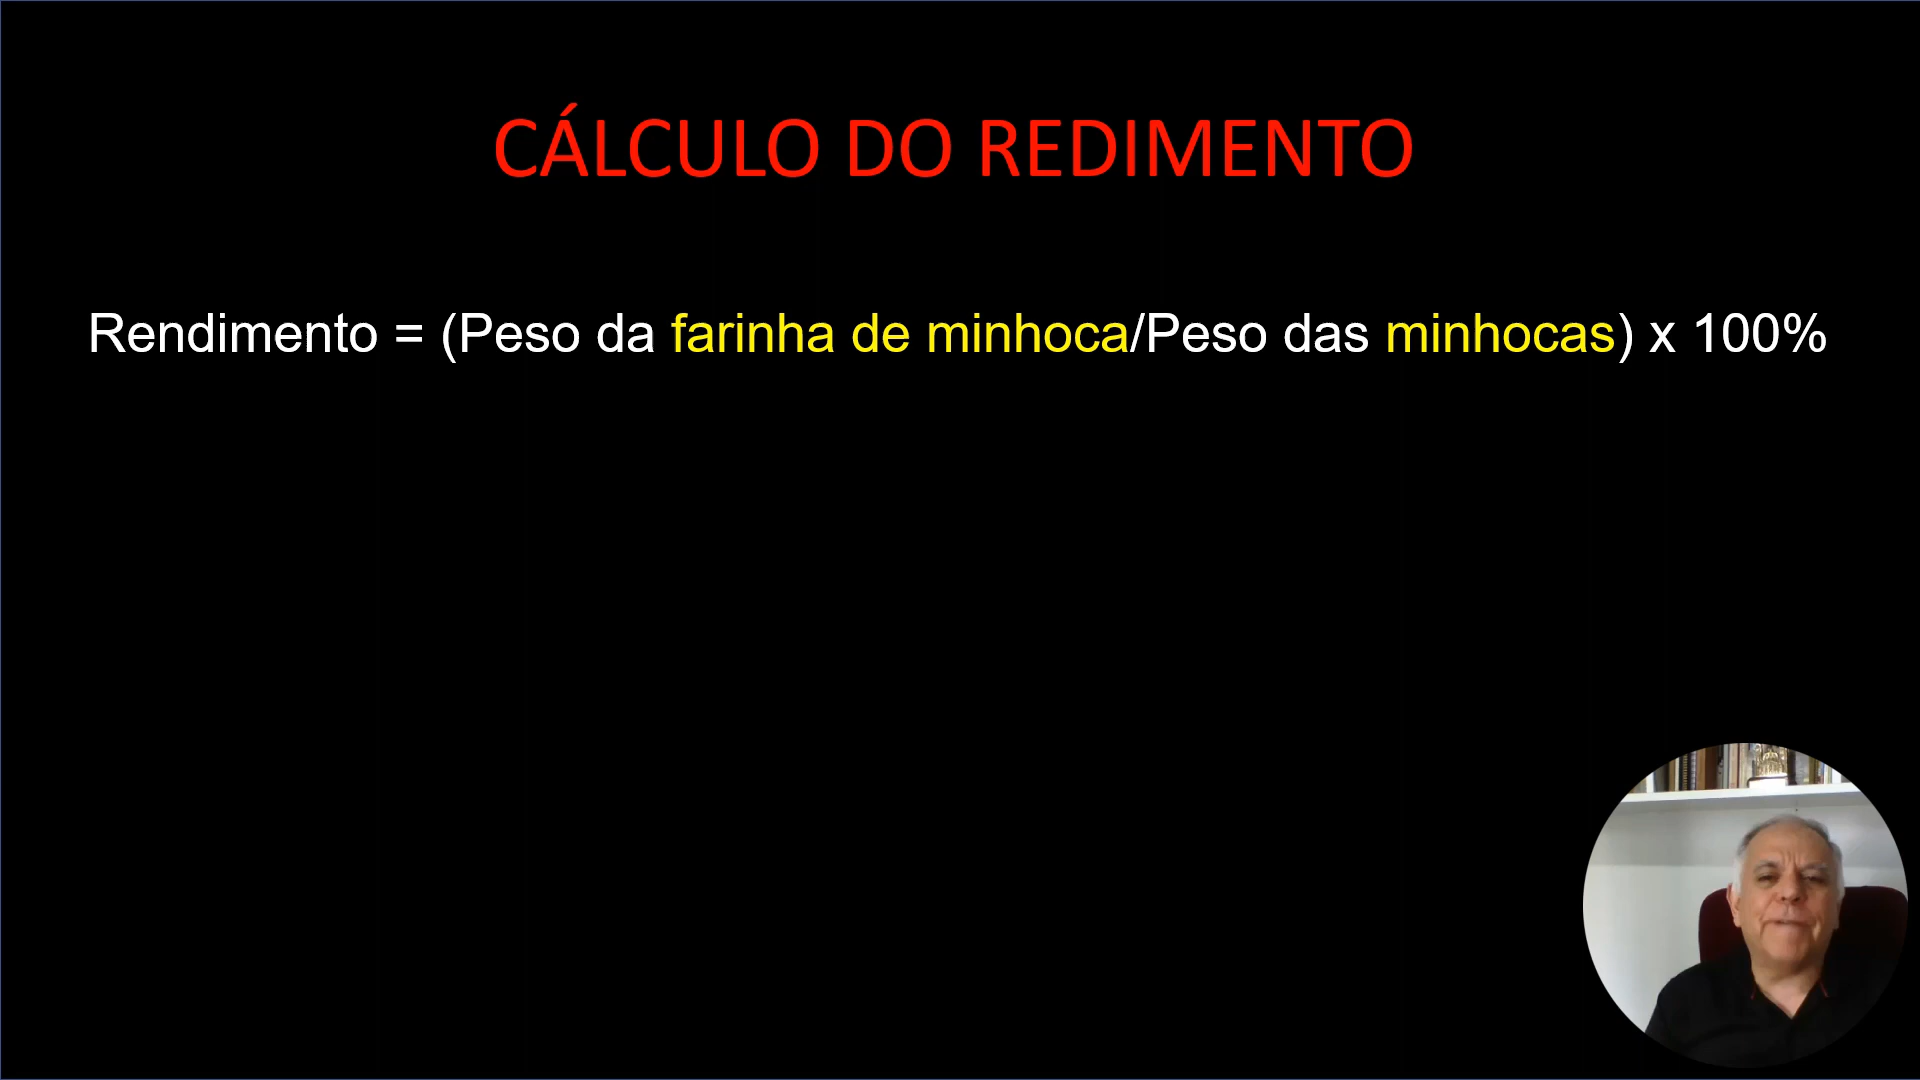 CÁLCULO DO REDIMENTO
Rendimento = (Peso da farinha de minhoca/Peso das minhocas) x 100%